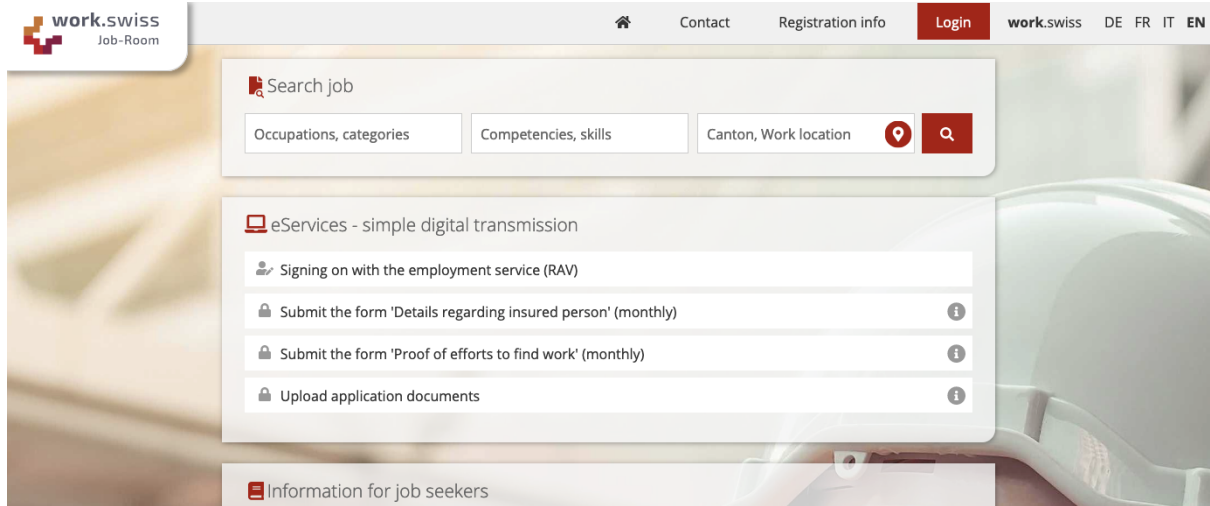 work.swiss
Job-Room
Contact
Registration info
Login
work.swiss
DE FR IT EN
Search job
Occupations, categories
Competencies, skills
Canton, Work location
eServices - simple digital transmission
Signing on with the employment service (RAV)
Submit the form 'Details regarding insured person' (monthly)
Submit the form 'Proof of efforts to find work' (monthly)
Upload application documents
Information for job seekers